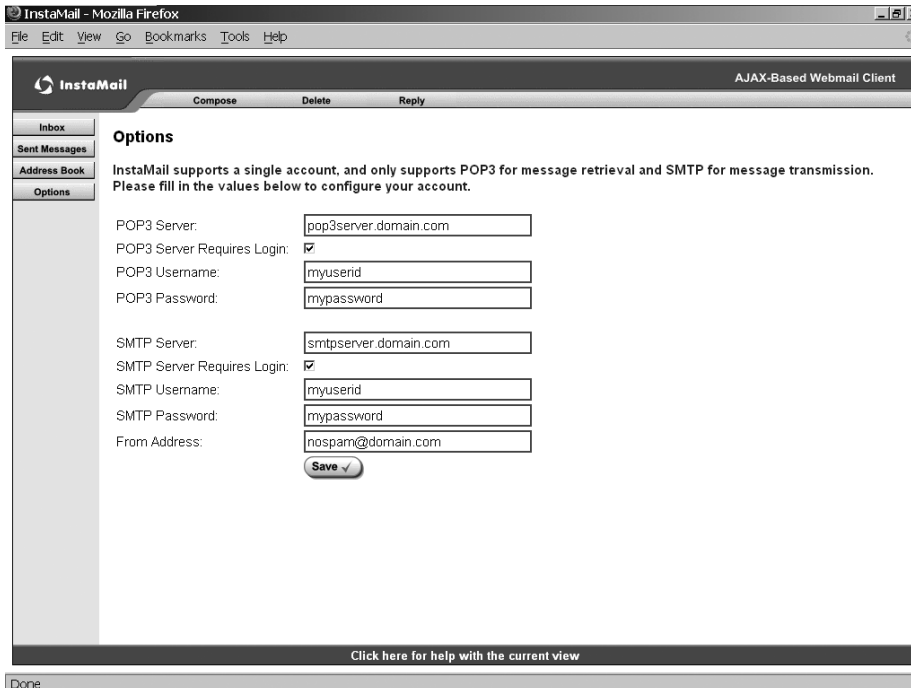 InstaMail - Mozilla Firefox
File Edit View Go Bookmarks Tools Help
InstaMail
AJAX-Based Webmail Client
Compose Delete Reply
Inbox
Sent Messages
Address Book
Options
Options
InstaMail supports a single account, and only supports POP3 for message retrieval and SMTP for message transmission.
Please fill in the values below to configure your account.
POP3 Server: pop3server.domain.com
POP3 Server Requires Login:
POP3 Username: myuserid
POP3 Password: mypassword
SMTP Server: smtpserver.domain.com
SMTP Server Requires Login:
SMTP Username: myuserid
SMTP Password: mypassword
From Address: nospam@domain.com
Save
Click here for help with the current view
Done